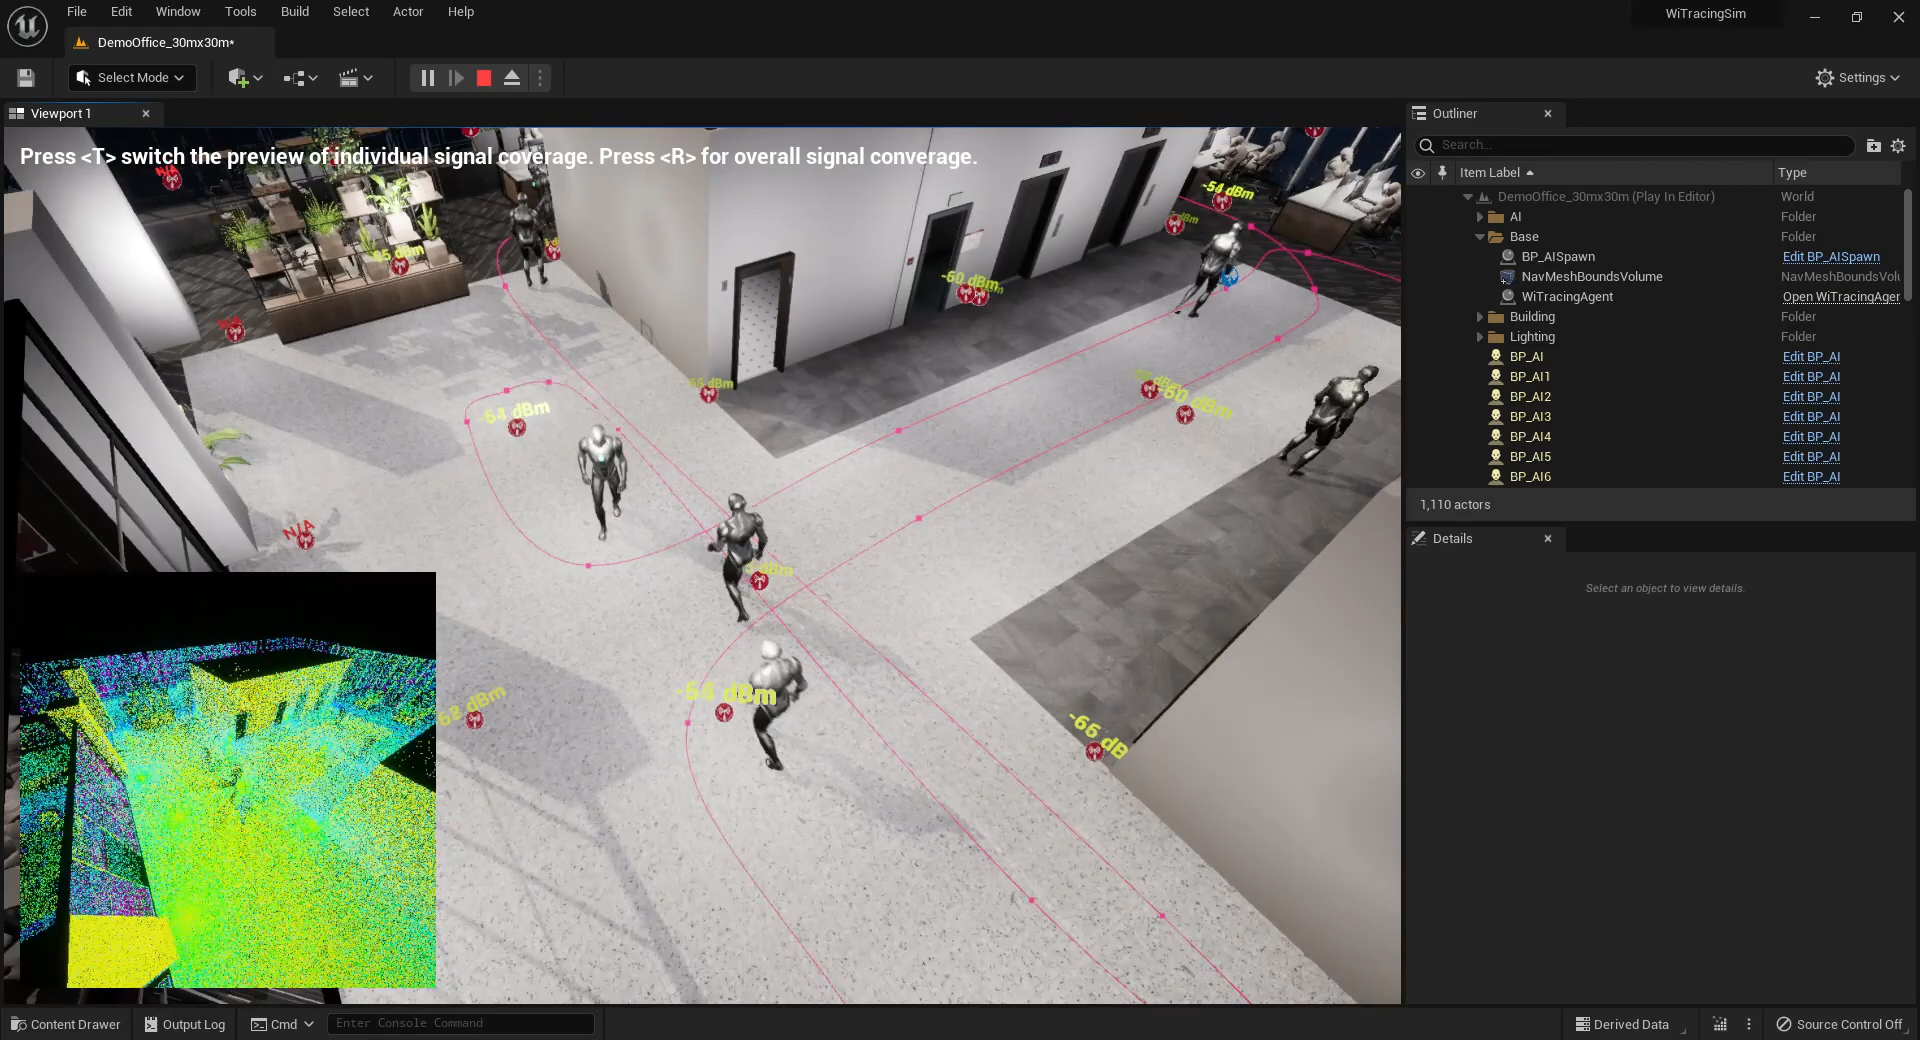 File Edit Window Tools Build Select Actor Help
WiTracingSim
DemoOffice_30mx30m*
Select Mode
Settings
Viewport 1
Outliner
Press <T> switch the preview of individual signal coverage. Press <R> for overall signal converage.
Search...
Item Label Type
DemoOffice_30mx30m (Play In Editor) World
AI Folder
Base Folder
BP_AISpawn Edit BP_AISpawn
NavMeshBoundsVolume NavMeshBoundsVolu
WiTracingAgent Open WiTracingAger
Building Folder
Lighting Folder
BP_AI Edit BP_AI
BP_AI1 Edit BP_AI
BP_AI2 Edit BP_AI
BP_AI3 Edit BP_AI
BP_AI4 Edit BP_AI
BP_AI5 Edit BP_AI
BP_AI6 Edit BP_AI
1,110 actors
Details
Select an object to view details.
N/A
-54 dBm
dBm
-60 dBm
dBm
-60 dBm
N/A
-54 dBm
-66 dB
Content Drawer Output Log Cmd Enter Console Command
Derived Data Source Control Off